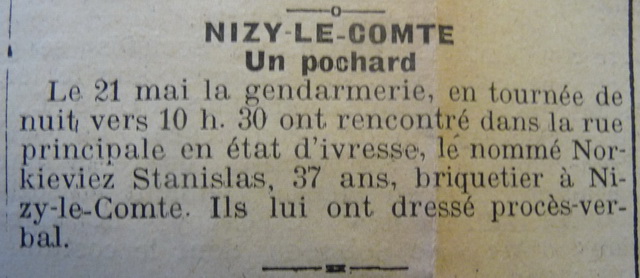 NIZY-LE-COMTE
Un pochard
Le 21 mai la gendarmerie, en tournée de
nuit, vers 10 h. 30 ont rencontré dans la rue
principale en état d'ivresse, le nommé Nor-
kieviez Stanislas, 37 ans, briquetier à Ni-
zy-le-Comte. Ils lui ont dressé procès-ver-
bal.